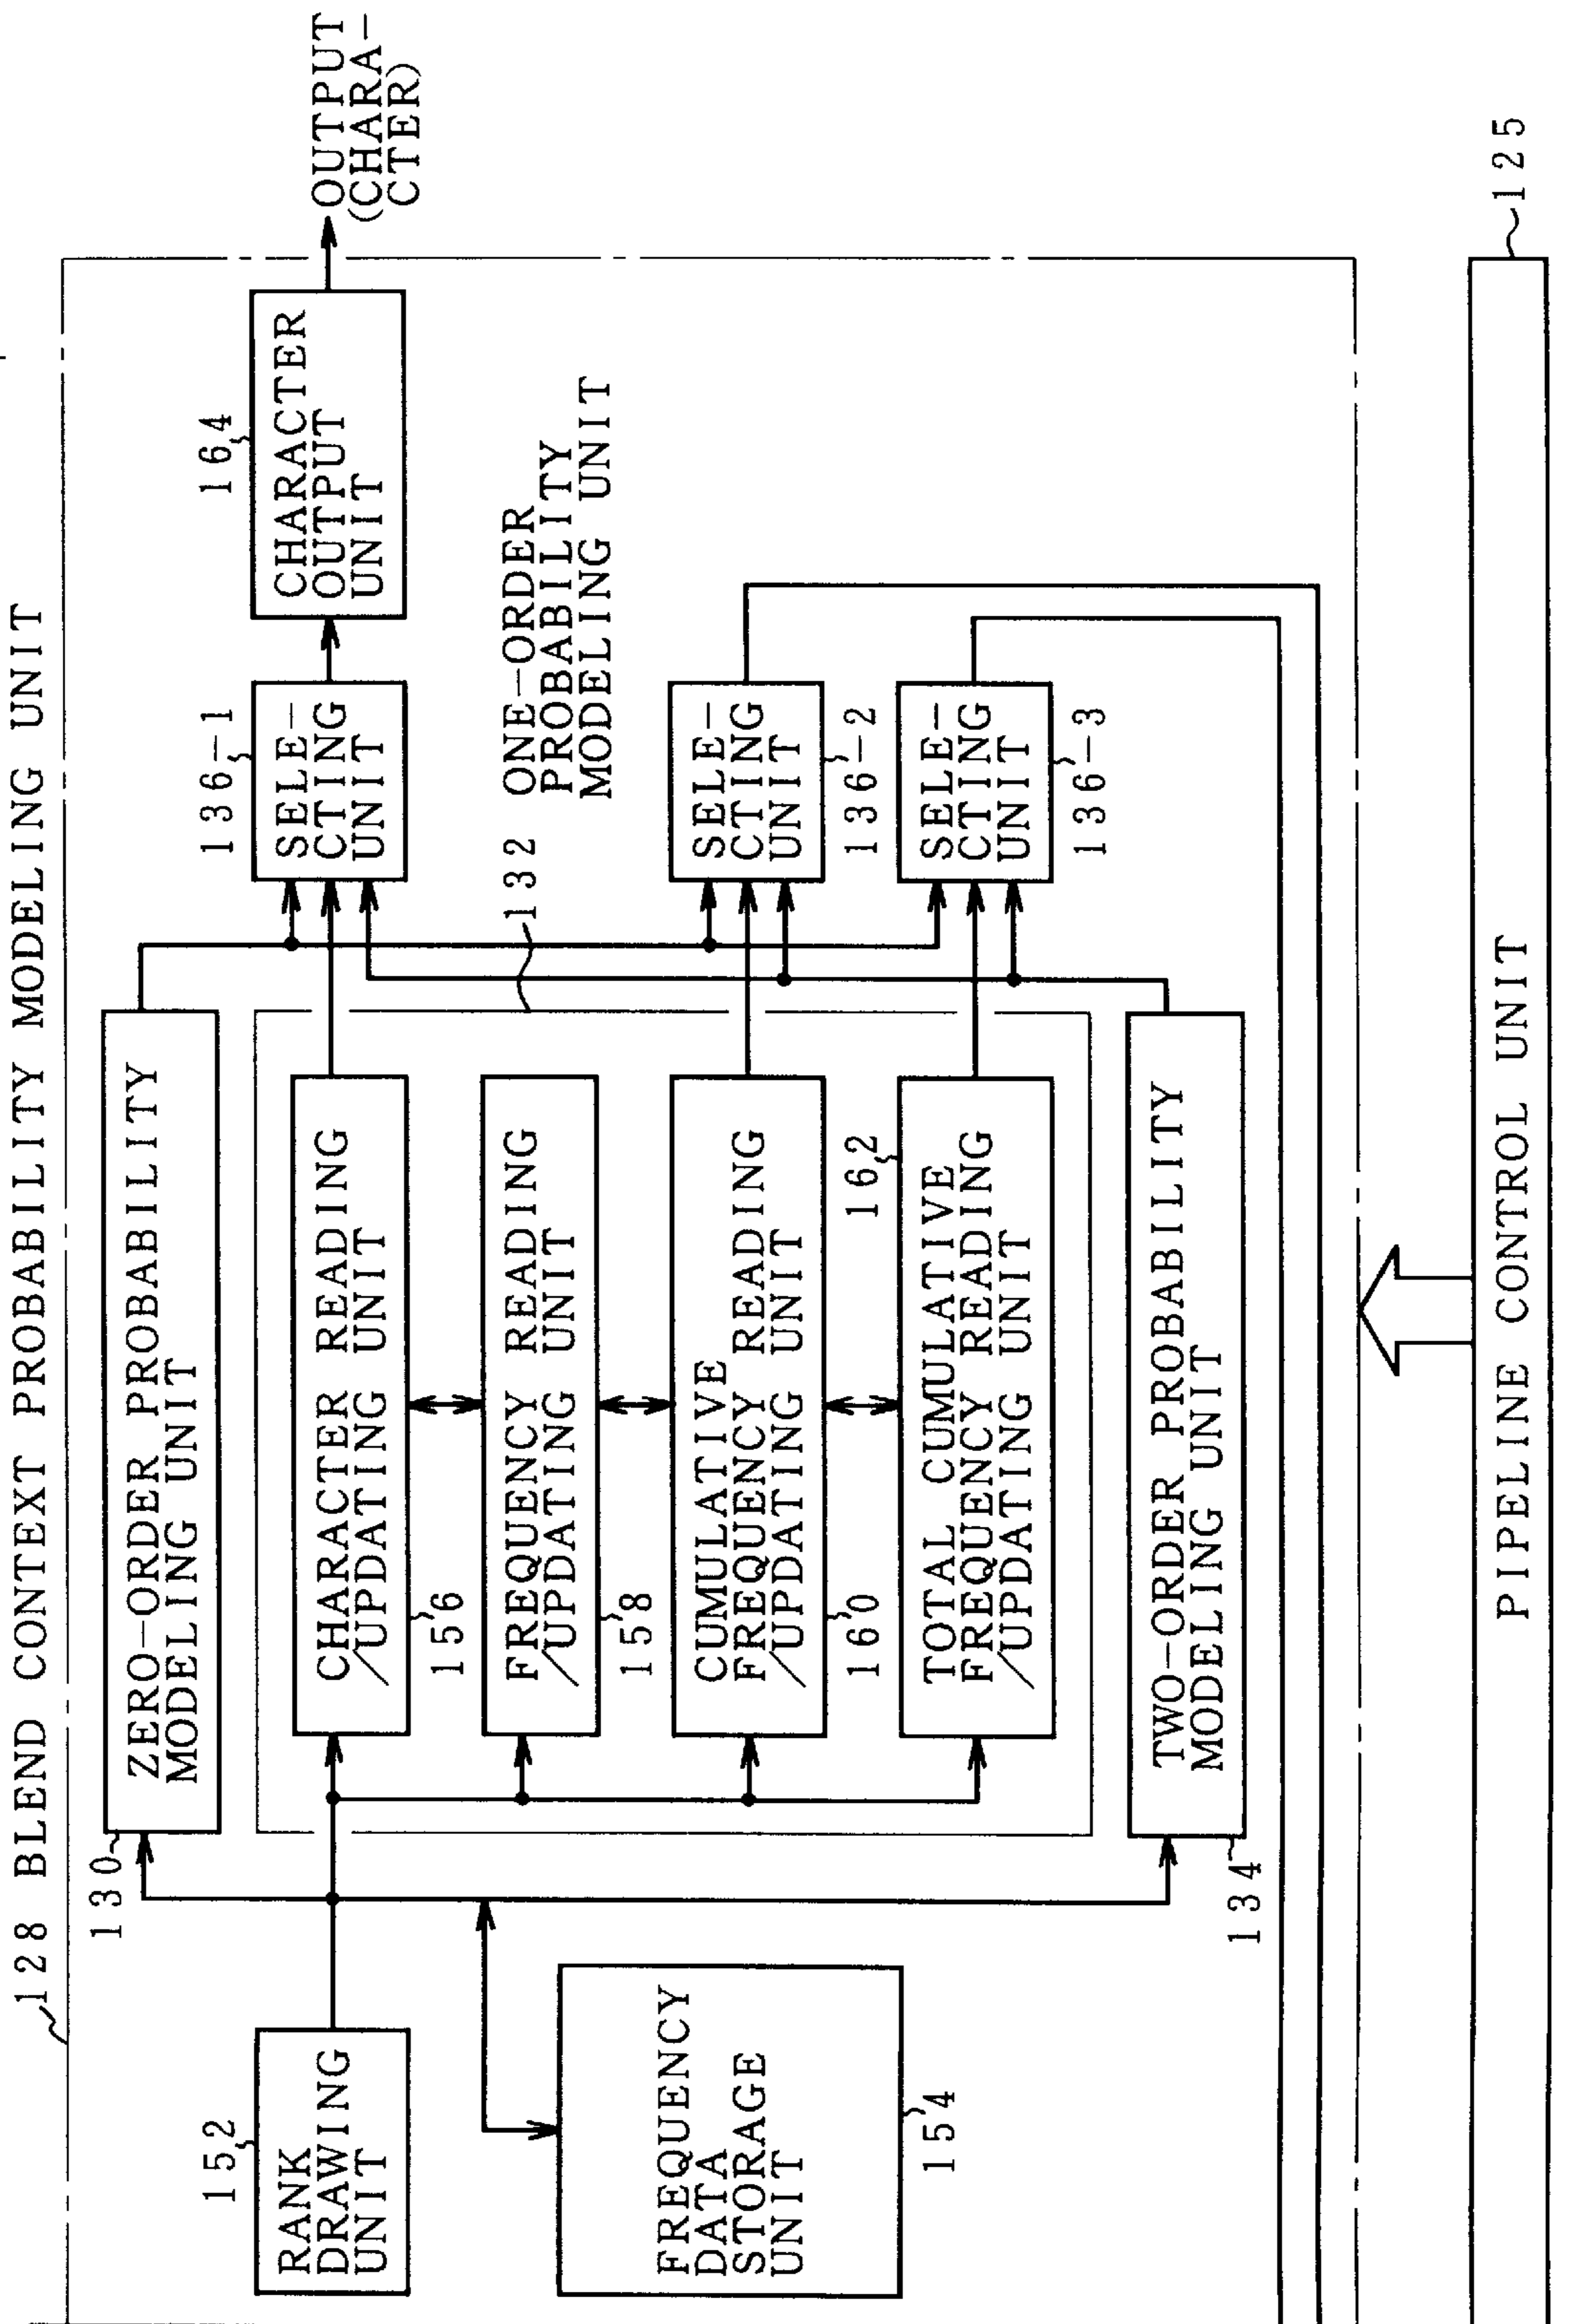 128 BLEND CONTEXT PROBABILITY MODELING UNIT
130
ZERO-ORDER PROBABILITY
MODELING UNIT
152
RANK
DRAWING
UNIT
CHARACTER READING
/UPDATING UNIT
156
136-1
SELE-
CTING
UNIT
164
CHARACTER
OUTPUT
UNIT
OUTPUT
(CHARA-
CTER)
FREQUENCY READING
/UPDATING UNIT
158
132
ONE-ORDER
PROBABILITY
MODELING UNIT
FREQUENCY
DATA
STORAGE
UNIT
154
CUMULATIVE
FREQUENCY READING
/UPDATING UNIT
160
SELE-
CTING
UNIT
136-2
162
TOTAL CUMULATIVE
FREQUENCY READING
/UPDATING UNIT
SELE-
CTING
UNIT
136-3
TWO-ORDER PROBABILITY
MODELING UNIT
134
PIPELINE CONTROL UNIT
125